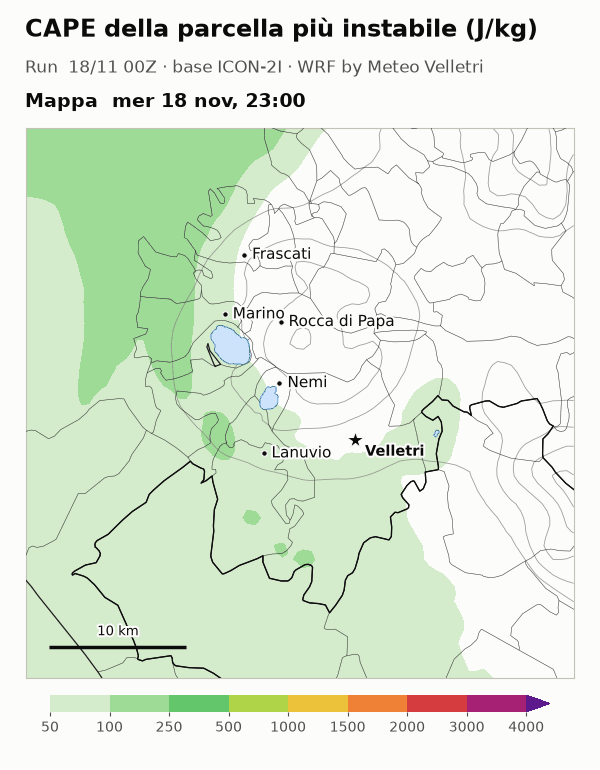 CAPE della parcella più instabile (J/kg)
Run  18/11 00Z · base ICON-2I · WRF by Meteo Velletri
Mappa  mer 18 nov, 23:00
Frascati
Marino
Rocca di Papa
Nemi
Velletri
Lanuvio
10 km
50 100 250 500 1000 1500 2000 3000 4000